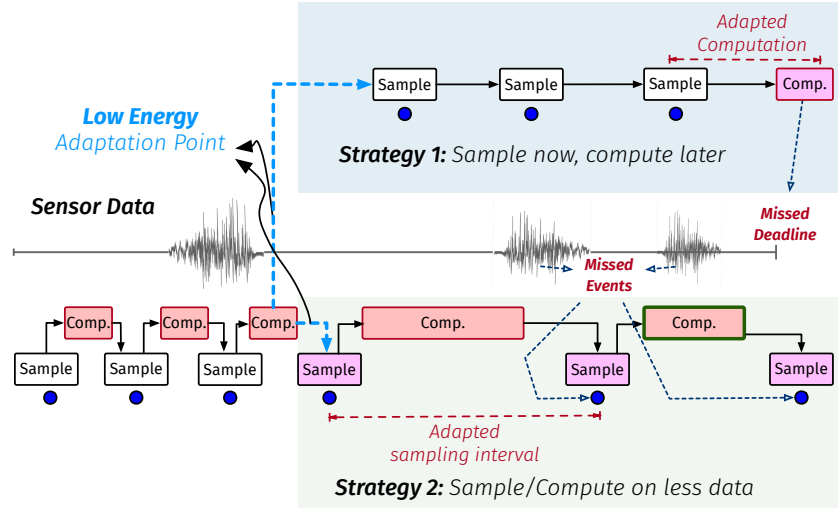 Adapted
Computation
Sample
Sample
Sample
Comp.
Low Energy
Adaptation Point
Strategy 1: Sample now, compute later
Sensor Data
Missed
Deadline
Missed
Events
Comp.
Comp.
Comp.
Comp.
Comp.
Sample
Sample
Sample
Sample
Sample
Sample
Adapted
sampling interval
Strategy 2: Sample/Compute on less data